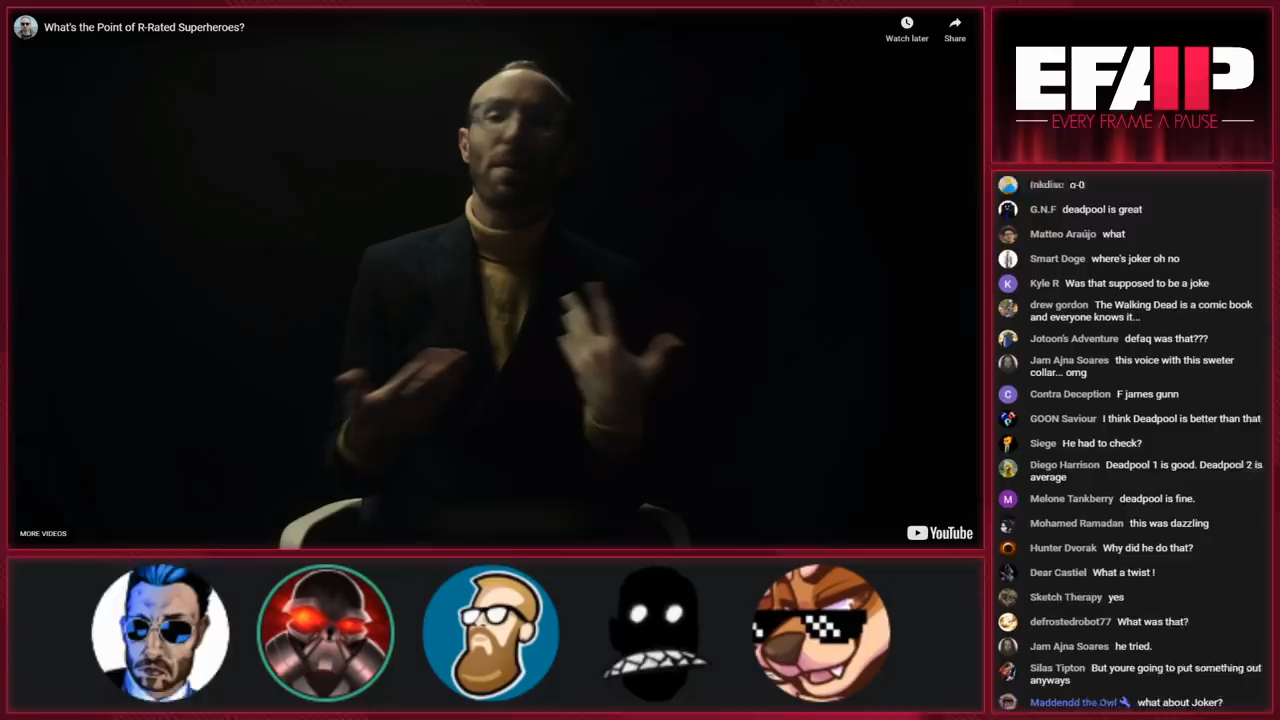 What's the Point of R-Rated Superheroes?
Watch later
Share
MORE VIDEOS
YouTube
EFAP
EVERY FRAME A PAUSE
Inkdisc o-0
G.N.F deadpool is great
Matteo Araújo what
Smart Doge where's joker oh no
K Kyle R Was that supposed to be a joke
drew gordon The Walking Dead is a comic book
and everyone knows it...
Jotoon's Adventure defaq was that???
Jam Ajna Soares this voice with this sweter
collar... omg
C Contra Deception F james gunn
GOON Saviour I think Deadpool is better than that
Siege He had to check?
Diego Harrison Deadpool 1 is good. Deadpool 2 is
average
M Melone Tankberry deadpool is fine.
Mohamed Ramadan this was dazzling
Hunter Dvorak Why did he do that?
Dear Castiel What a twist !
Sketch Therapy yes
defrostedrobot77 What was that?
Jam Ajna Soares he tried.
Silas Tipton But youre going to put something out
anyways
Maddendd the Owl what about Joker?